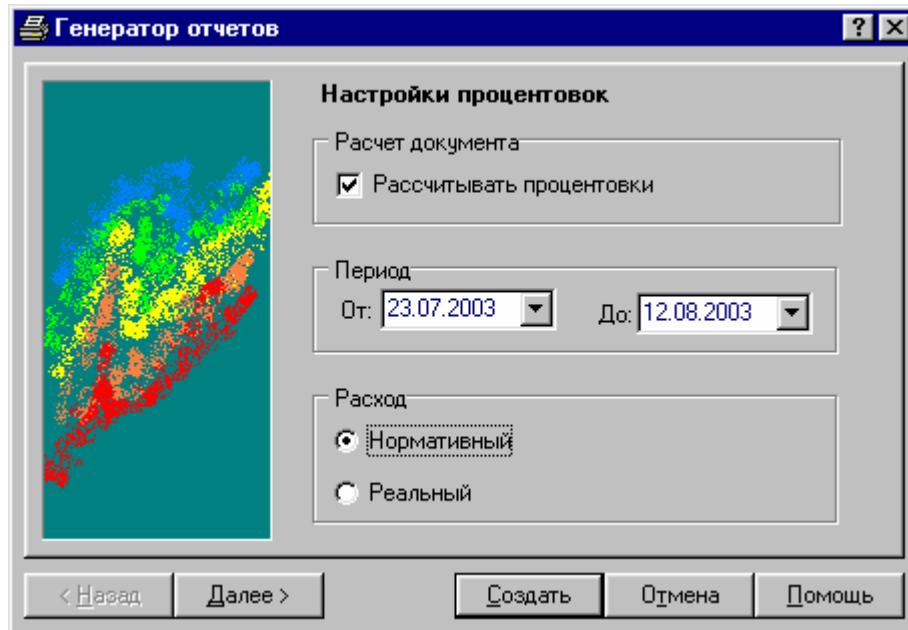 Генератор отчетов
Настройки процентовок
Расчет документа
Рассчитывать процентовки
Период
От: 23.07.2003 До: 12.08.2003
Расход
Нормативный
Реальный
< Назад Далее > Создать Отмена Помощь